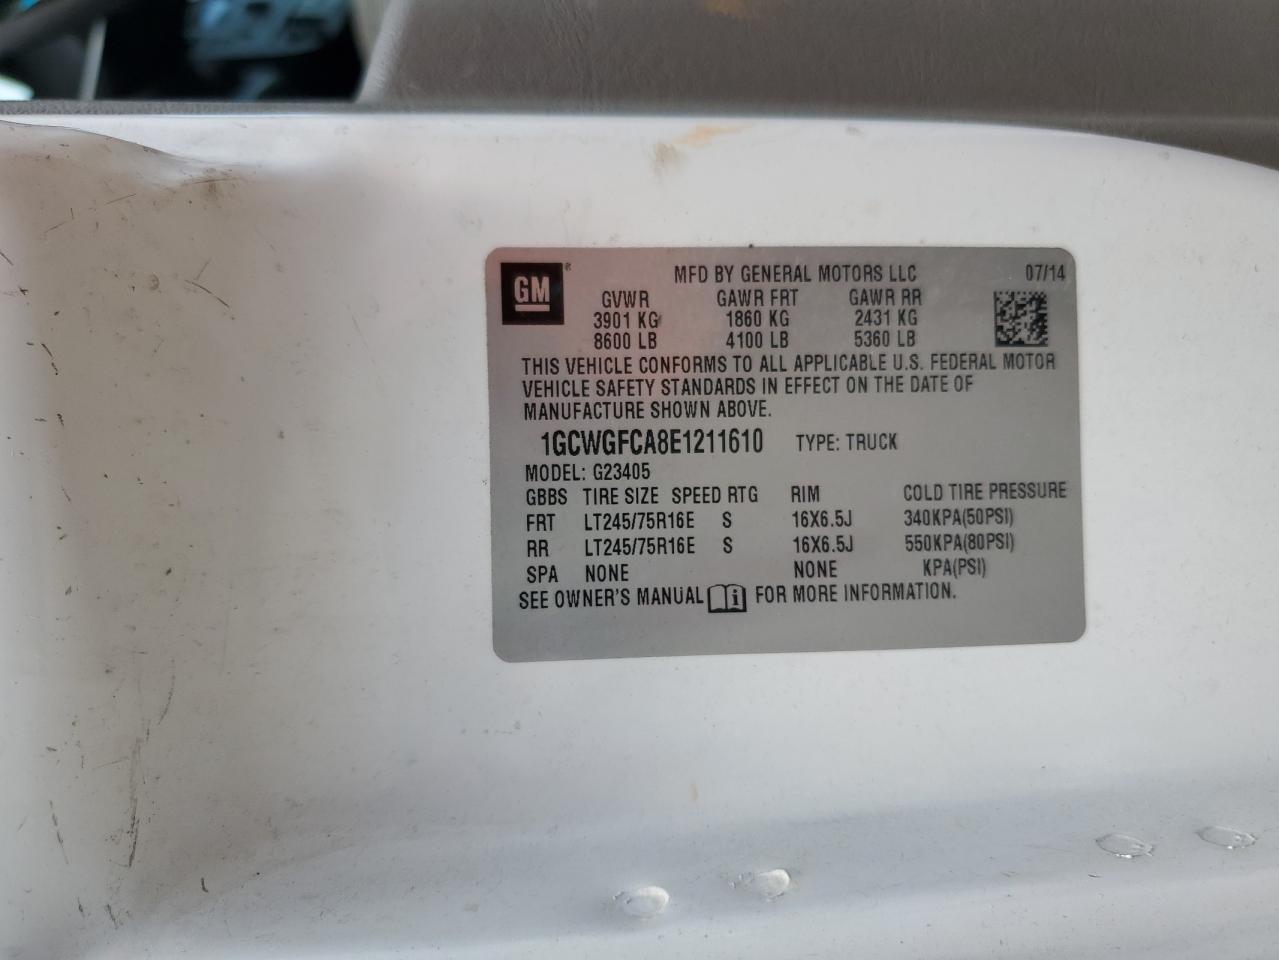 GM® MFD BY GENERAL MOTORS LLC 07/14
GVWR GAWR FRT GAWR RR
3901 KG 1860 KG 2431 KG
8600 LB 4100 LB 5360 LB
THIS VEHICLE CONFORMS TO ALL APPLICABLE U.S. FEDERAL MOTOR
VEHICLE SAFETY STANDARDS IN EFFECT ON THE DATE OF
MANUFACTURE SHOWN ABOVE.
1GCWGFCA8E1211610 TYPE: TRUCK
MODEL: G23405
GBBS TIRE SIZE SPEED RTG RIM COLD TIRE PRESSURE
FRT LT245/75R16E S 16X6.5J 340KPA(50PSI)
RR LT245/75R16E S 16X6.5J 550KPA(80PSI)
SPA NONE NONE KPA(PSI)
SEE OWNER'S MANUAL i FOR MORE INFORMATION.